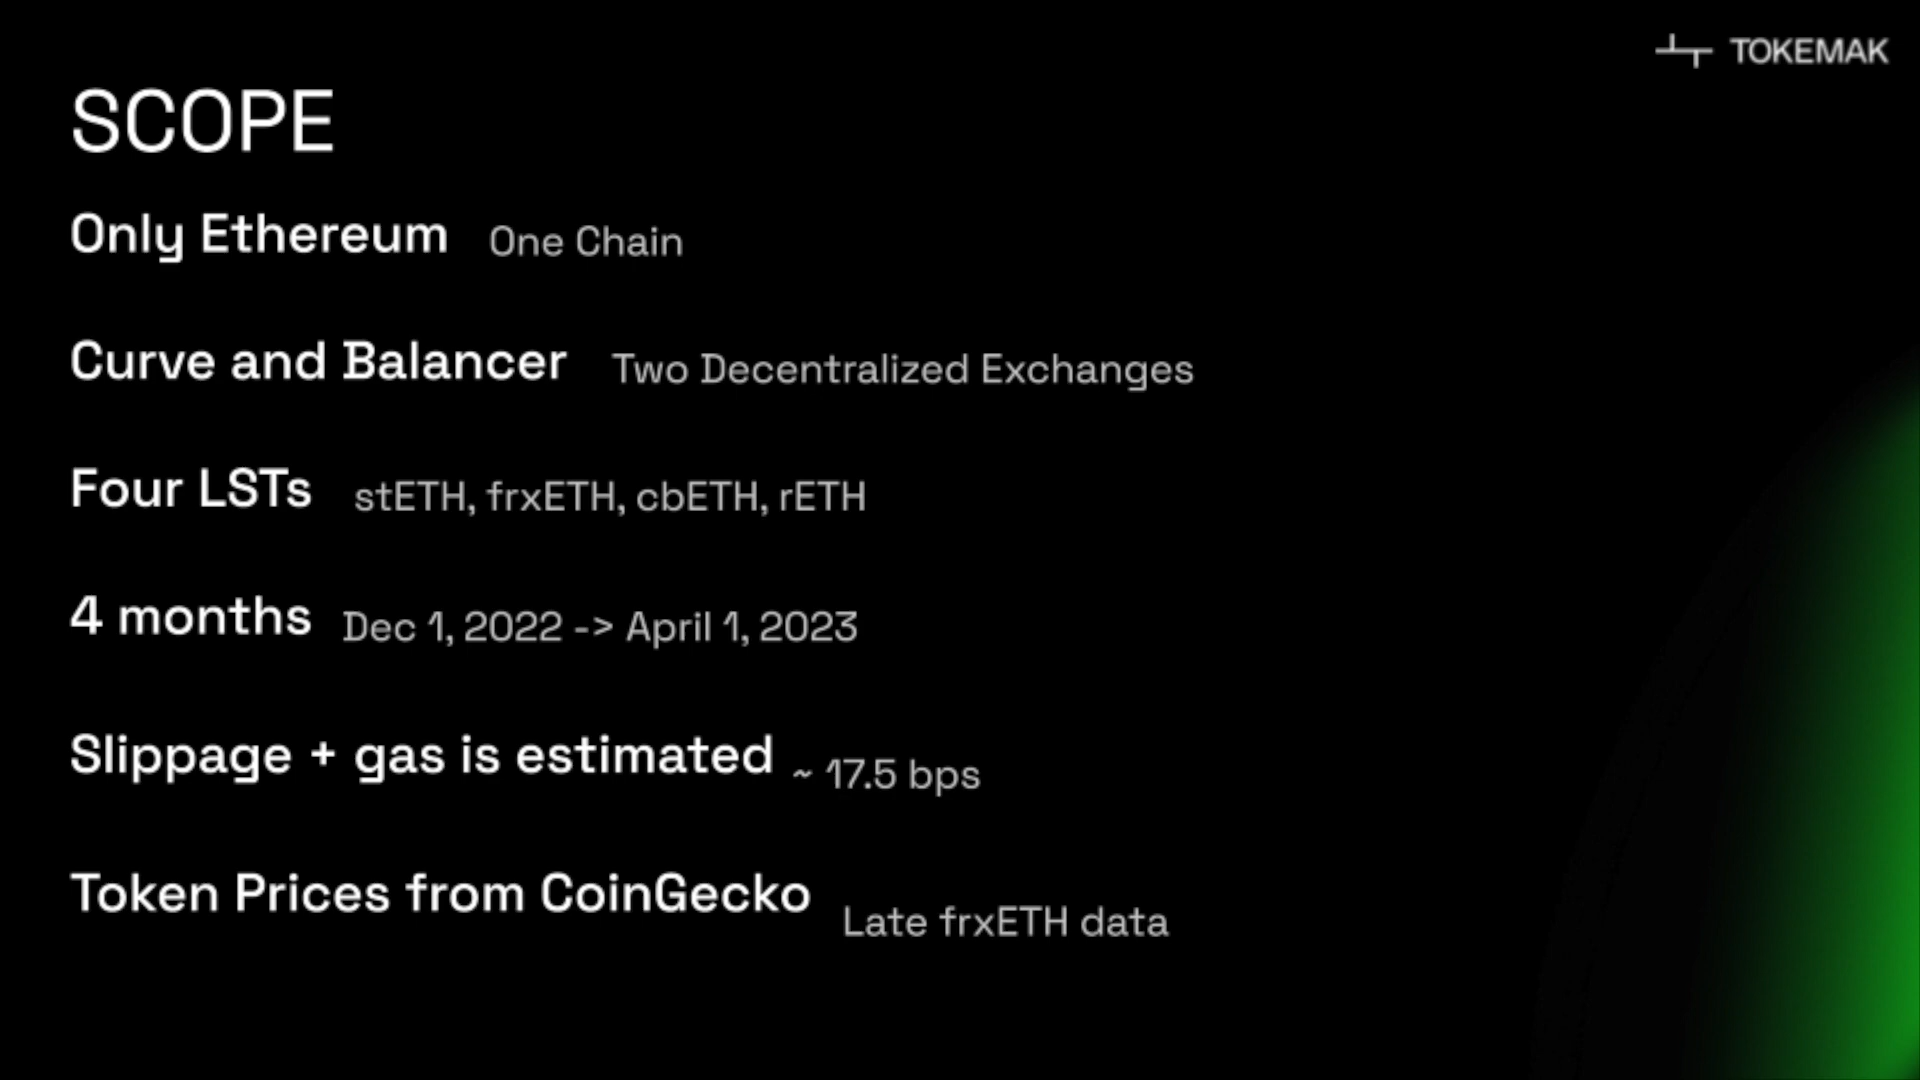 TOKEMAK
SCOPE
Only Ethereum One Chain
Curve and Balancer Two Decentralized Exchanges
Four LSTs stETH, frxETH, cbETH, rETH
4 months Dec 1, 2022 -> April 1, 2023
Slippage + gas is estimated ~ 17.5 bps
Token Prices from CoinGecko Late frxETH data